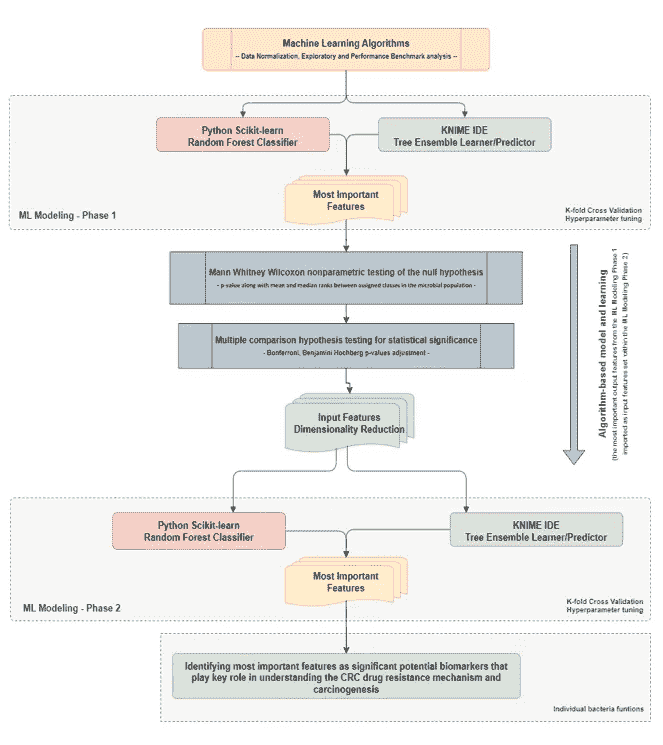 Machine Learning Algorithms
-- Data Normalization, Exploratory and Performance Benchmark analysis --
Python Scikit-learn
Random Forest Classifier
KNIME IDE
Tree Ensemble Learner/Predictor
Most Important
Features
ML Modeling - Phase 1
K-fold Cross Validation
Hyperparameter tuning
Mann Whitney Wilcoxon nonparametric testing of the null hypothesis
- p-value along with mean and median ranks between assigned classes in the microbial population -
Multiple comparison hypothesis testing for statistical significance
- Bonferroni, Benjamini Hochberg p-values adjustment -
Algorithm-based model and learning
(the most important output features from the ML Modeling Phase 1
imported as input features set within the ML Modeling Phase 2)
Input Features
Dimensionality Reduction
Python Scikit-learn
Random Forest Classifier
KNIME IDE
Tree Ensemble Learner/Predictor
Most Important
Features
ML Modeling - Phase 2
K-fold Cross Validation
Hyperparameter tuning
Identifying most important features as significant potential biomarkers that
play key role in understanding the CRC drug resistance mechanism and
carcinogenesis
Individual bacteria funtions